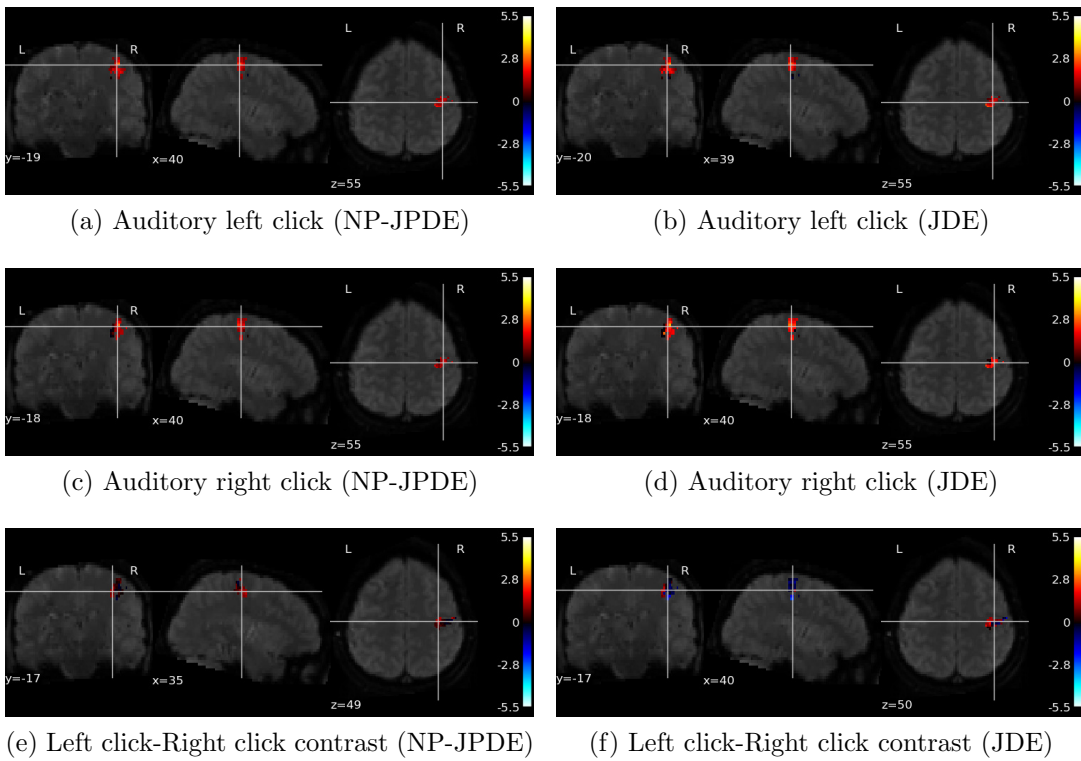 L R L R 5.5
2.8
0
-2.8
y=-19 x=40 z=55 -5.5
(a) Auditory left click (NP-JPDE)
L R L R 5.5
2.8
0
-2.8
y=-20 x=39 z=55 -5.5
(b) Auditory left click (JDE)
L R L R 5.5
2.8
0
-2.8
y=-18 x=40 z=55 -5.5
(c) Auditory right click (NP-JPDE)
L R L R 5.5
2.8
0
-2.8
y=-18 x=40 z=55 -5.5
(d) Auditory right click (JDE)
L R L R 5.5
2.8
0
-2.8
y=-17 x=35 z=49 -5.5
(e) Left click-Right click contrast (NP-JPDE)
L R L R 5.5
2.8
0
-2.8
y=-17 x=40 z=50 -5.5
(f) Left click-Right click contrast (JDE)